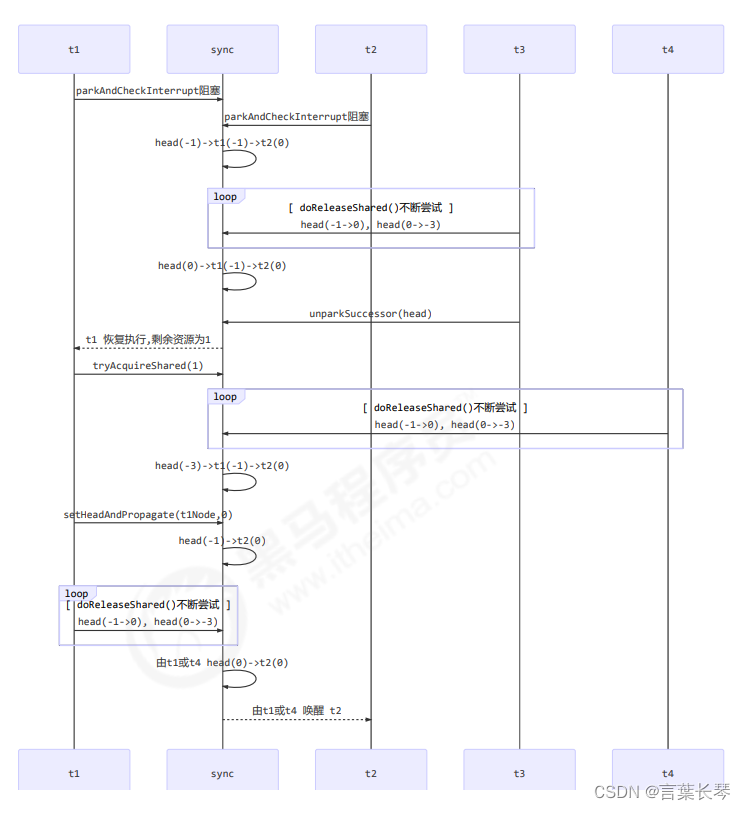 t1 sync t2 t3 t4
parkAndCheckInterrupt阻塞
parkAndCheckInterrupt阻塞
head(-1)->t1(-1)->t2(0)
loop
[ doReleaseShared()不断尝试 ]
head(-1->0), head(0->-3)
head(0)->t1(-1)->t2(0)
unparkSuccessor(head)
t1 恢复执行,剩余资源为1
tryAcquireShared(1)
loop
[ doReleaseShared()不断尝试 ]
head(-1->0), head(0->-3)
head(-3)->t1(-1)->t2(0)
setHeadAndPropagate(t1Node,0)
head(-1)->t2(0)
loop
[ doReleaseShared()不断尝试 ]
head(-1->0), head(0->-3)
由t1或t4 head(0)->t2(0)
由t1或t4 唤醒 t2
t1 sync t2 t3 t4
黑马程序员
www.itheima.com
CSDN @言葉长琴